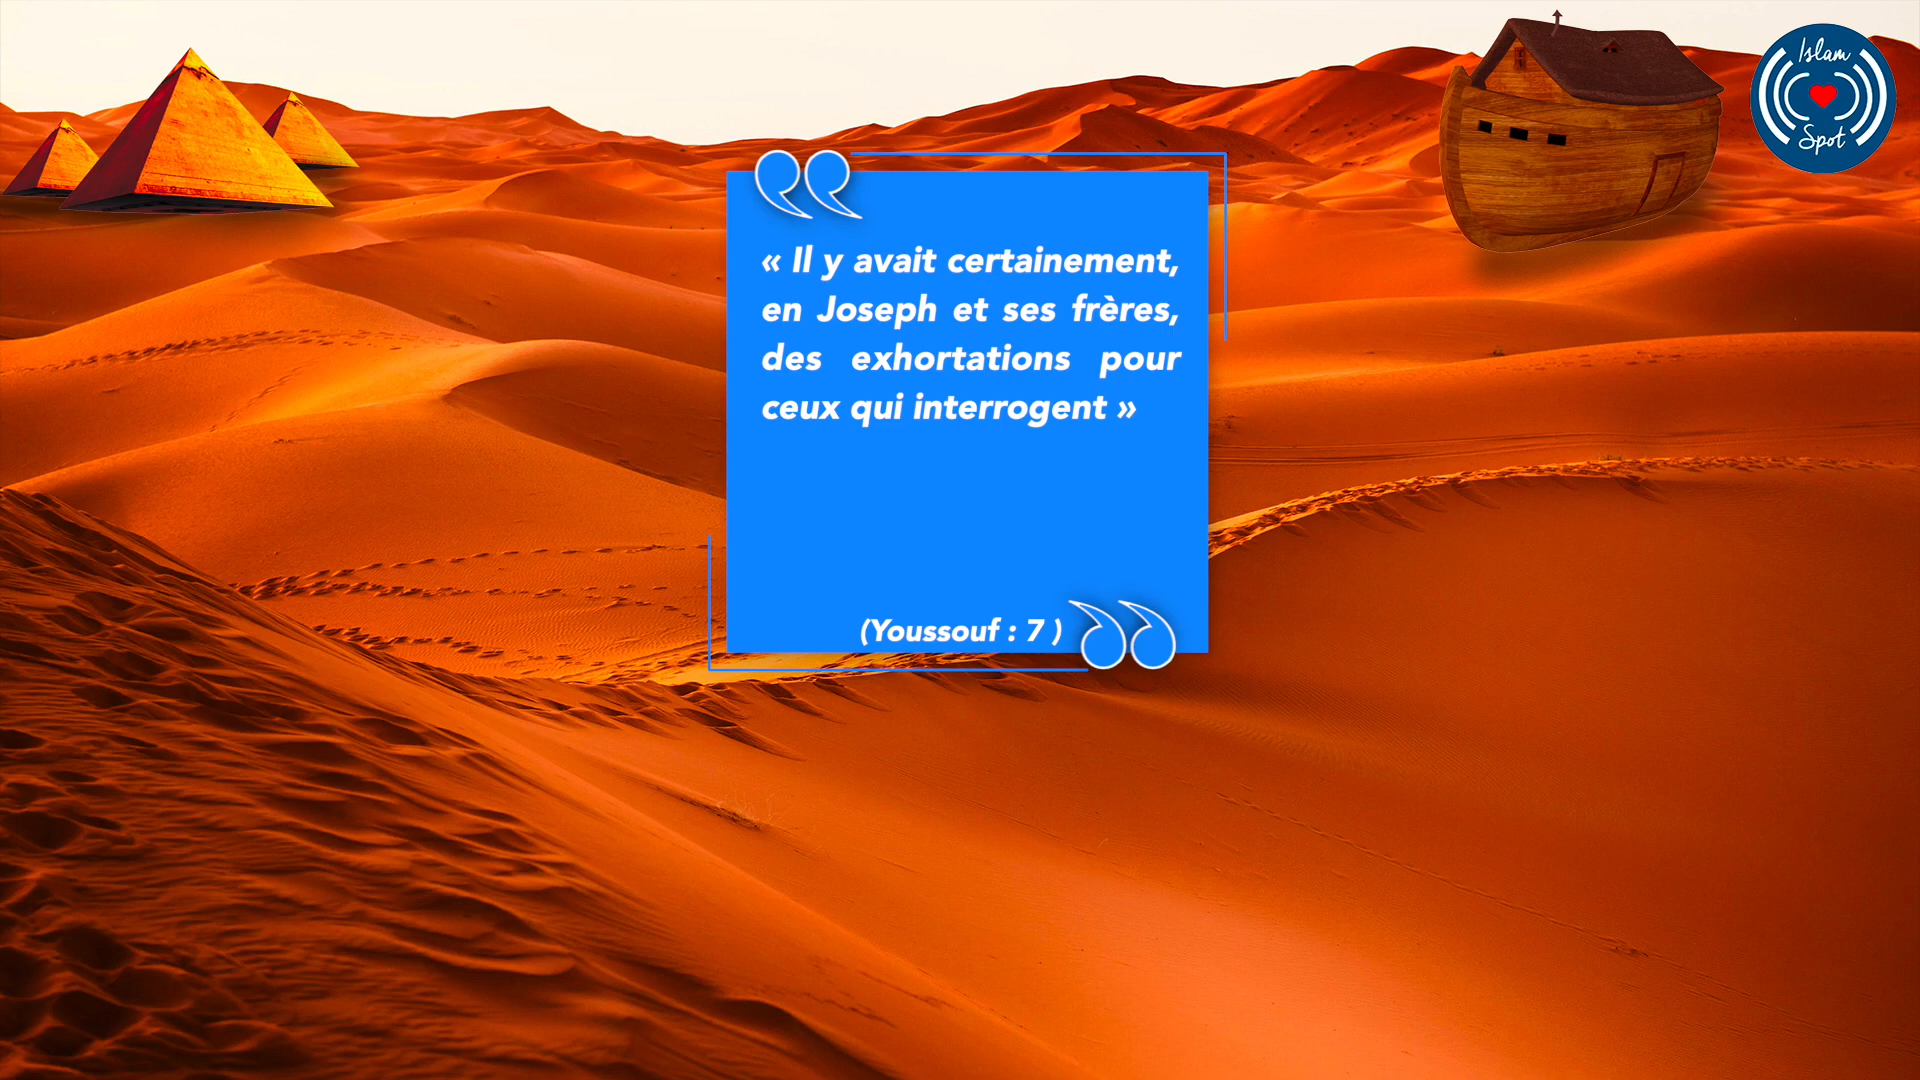 Islam
Spot
« Il y avait certainement,
en Joseph et ses frères,
des exhortations pour
ceux qui interrogent »
(Youssouf : 7 )